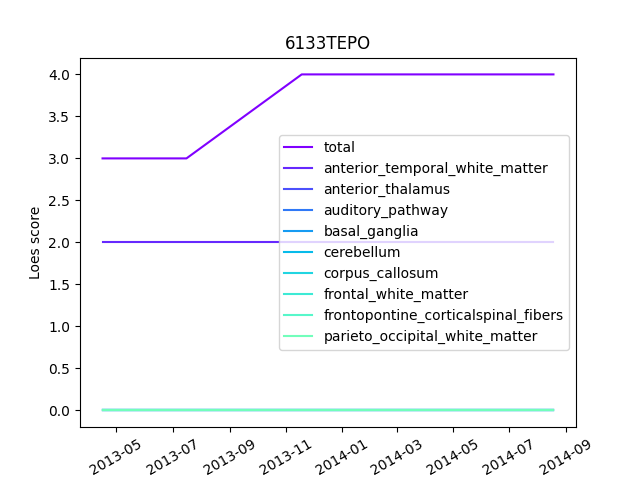 6133TEPO
4.0
3.5
3.0
2.5
2.0
1.5
1.0
0.5
0.0
Loes score
total
anterior_temporal_white_matter
anterior_thalamus
auditory_pathway
basal_ganglia
cerebellum
corpus_callosum
frontal_white_matter
frontopontine_corticalspinal_fibers
parieto_occipital_white_matter
2013-05
2013-07
2013-09
2013-11
2014-01
2014-03
2014-05
2014-07
2014-09